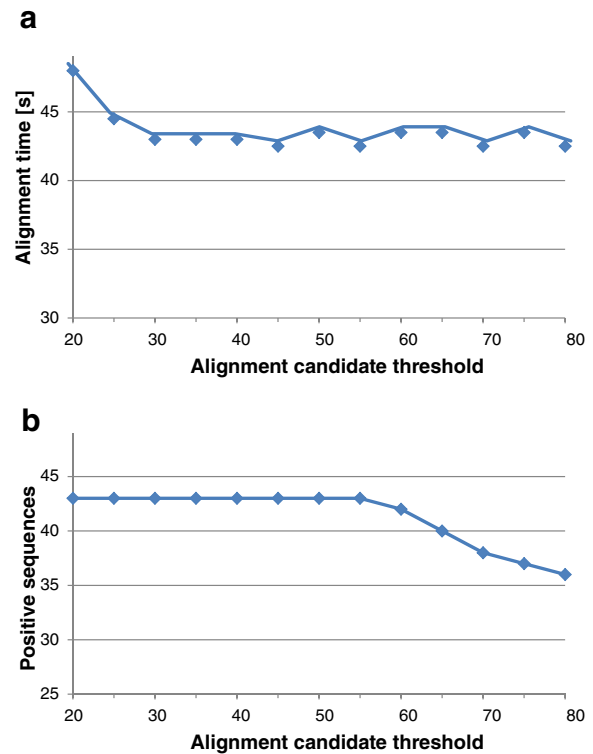 a
Alignment time [s]
45
40
35
30
20 30 40 50 60 70 80
Alignment candidate threshold
b
Positive sequences
45
40
35
30
25
20 30 40 50 60 70 80
Alignment candidate threshold